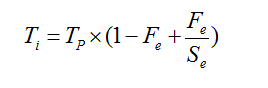 T_i = T_P × (1 − F_e + F_e / S_e)